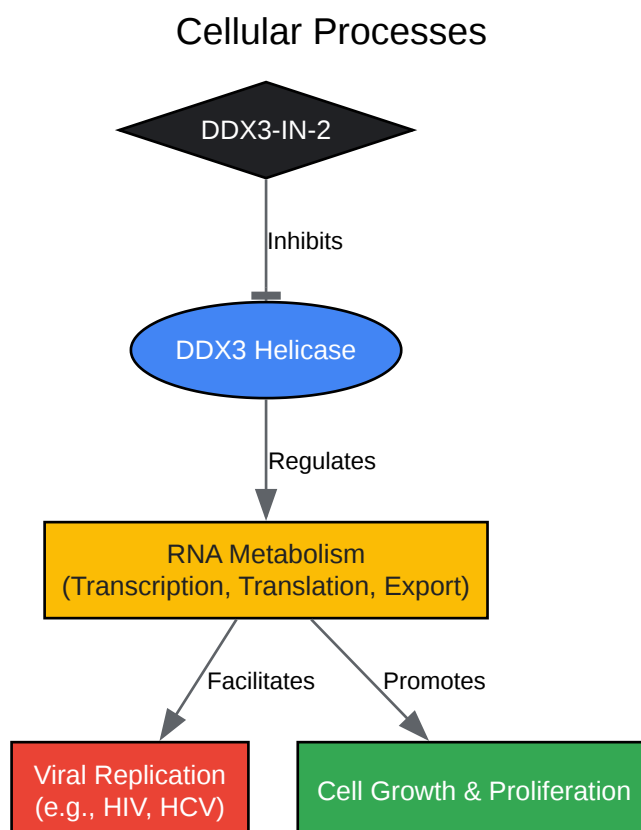 Cellular Processes
DDX3-IN-2
Inhibits
DDX3 Helicase
Regulates
RNA Metabolism
(Transcription, Translation, Export)
Facilitates
Promotes
Viral Replication
(e.g., HIV, HCV)
Cell Growth & Proliferation